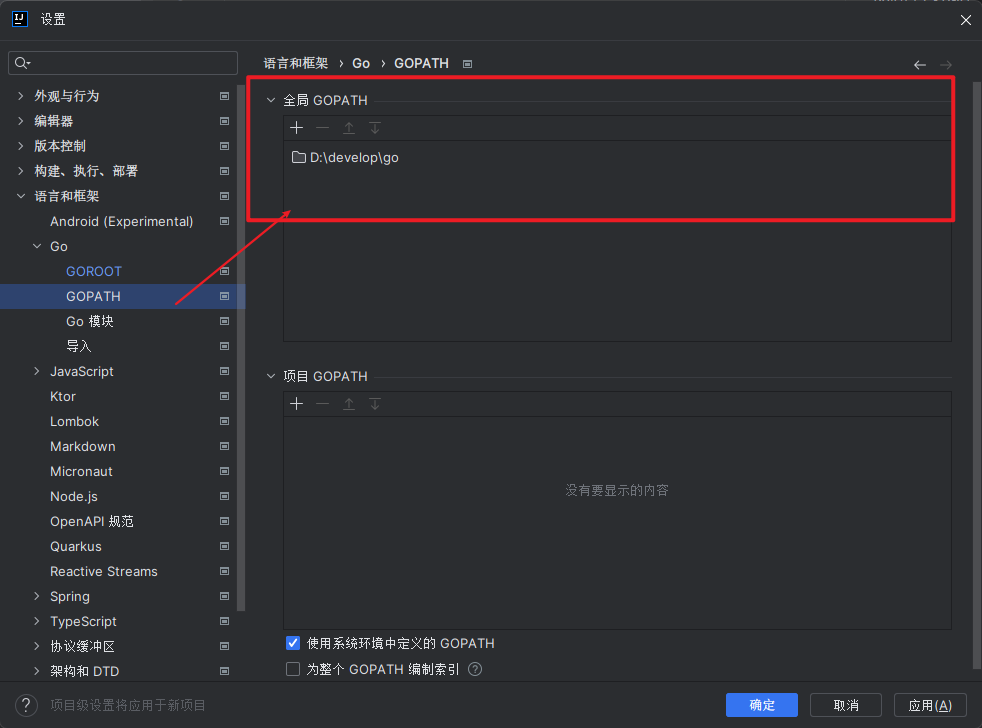 设置
语言和框架 › Go › GOPATH
外观与行为
编辑器
版本控制
构建、执行、部署
语言和框架
Android (Experimental)
Go
GOROOT
GOPATH
Go 模块
导入
JavaScript
Ktor
Lombok
Markdown
Micronaut
Node.js
OpenAPI 规范
Quarkus
Reactive Streams
Spring
TypeScript
协议缓冲区
架构和 DTD
全局 GOPATH
D:\develop\go
项目 GOPATH
没有要显示的内容
使用系统环境中定义的 GOPATH
为整个 GOPATH 编制索引 ?
? 项目级设置将应用于新项目
确定
取消
应用(A)